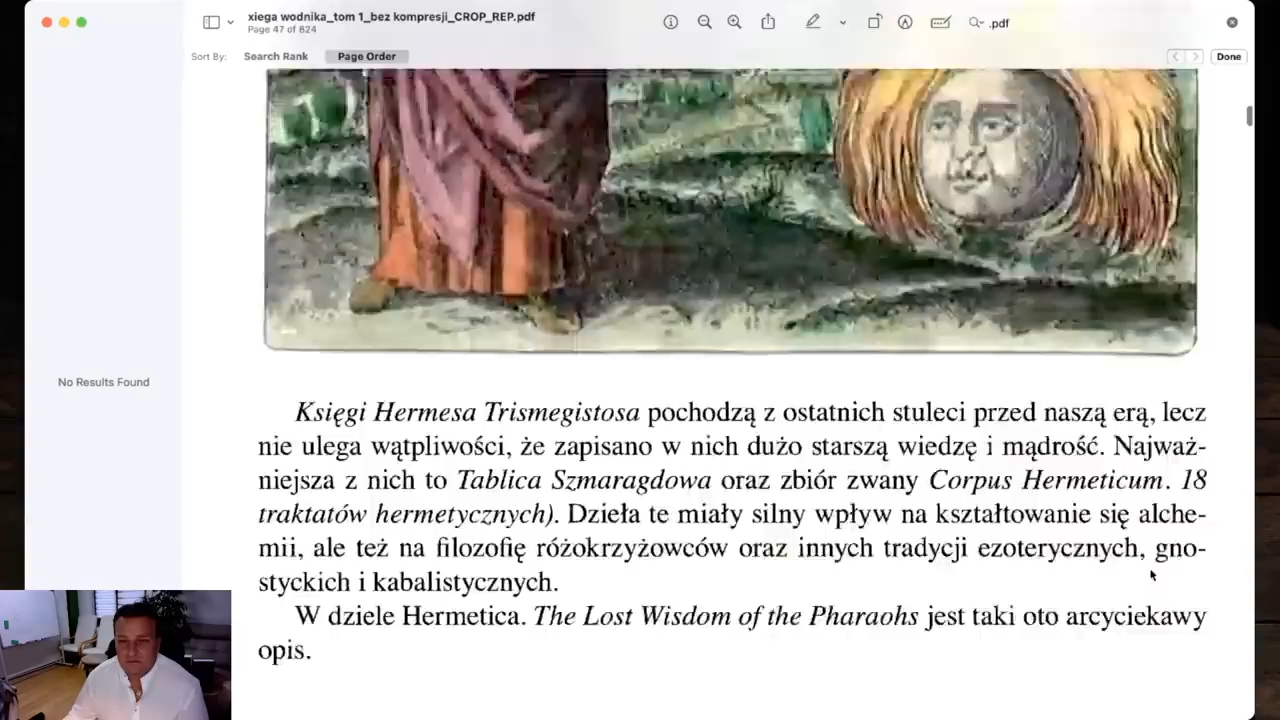 xiega wodnika_tom 1_bez kompresji_CROP_REP.pdf
Page 47 of 824
.pdf
Sort By: Search Rank Page Order
Done
No Results Found
Księgi Hermesa Trismegistosa pochodzą z ostatnich stuleci przed naszą erą, lecz
nie ulega wątpliwości, że zapisano w nich dużo starszą wiedzę i mądrość. Najważ-
niejsza z nich to Tablica Szmaragdowa oraz zbiór zwany Corpus Hermeticum. 18
traktatów hermetycznych). Dzieła te miały silny wpływ na kształtowanie się alche-
mii, ale też na filozofię różokrzyżowców oraz innych tradycji ezoterycznych, gno-
styckich i kabalistycznych.
W dziele Hermetica. The Lost Wisdom of the Pharaohs jest taki oto arcyciekawy
opis.